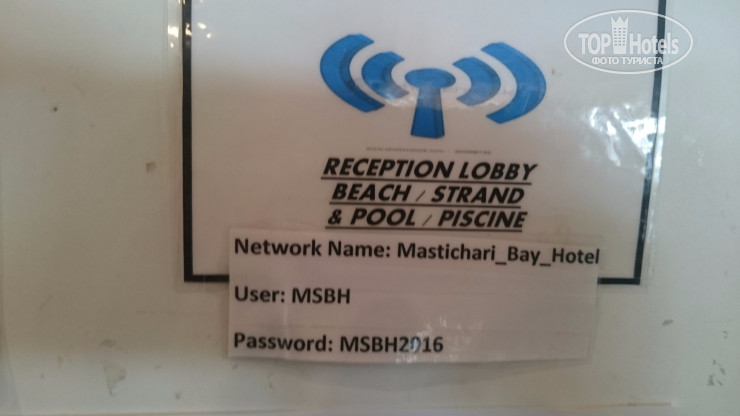 TOP Hotels
ФОТО ТУРИСТА
RECEPTION LOBBY
BEACH / STRAND
& POOL / PISCINE
Network Name: Mastichari_Bay_Hotel
User: MSBH
Password: MSBH2016